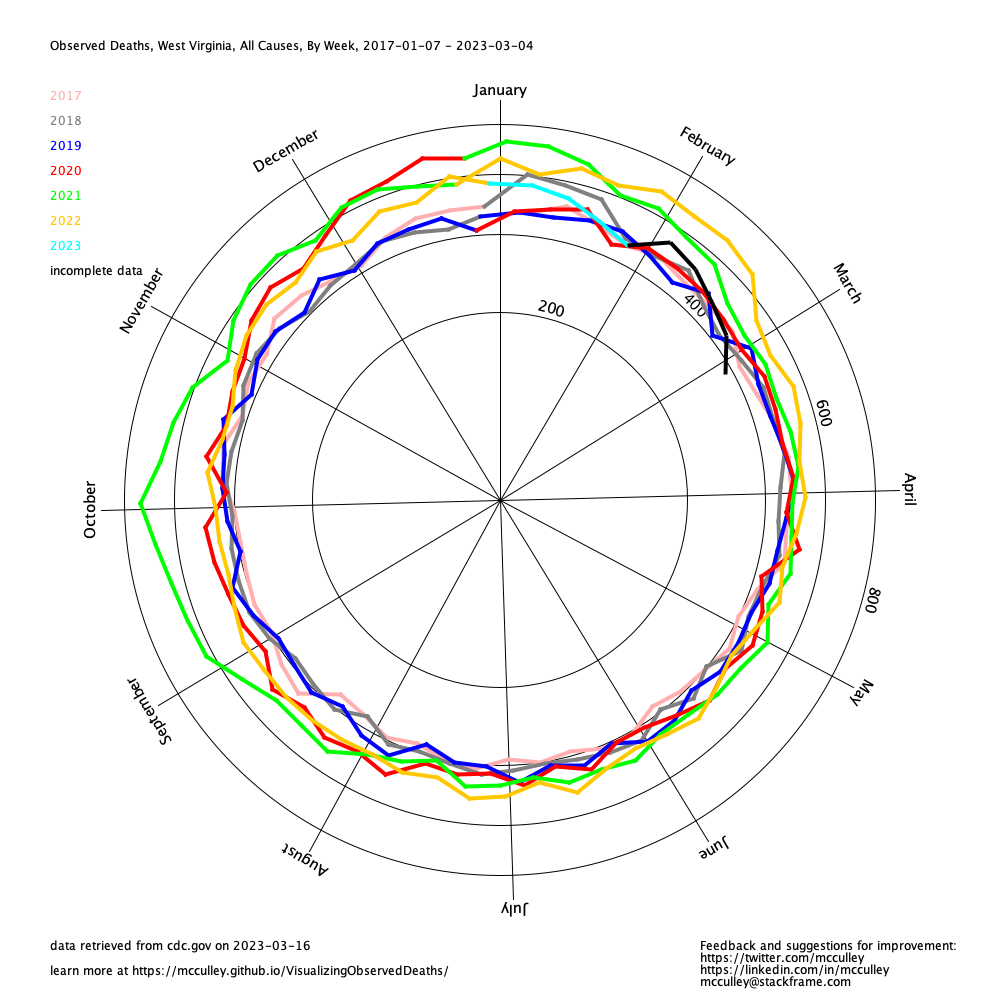 Observed Deaths, West Virginia, All Causes, By Week, 2017-01-07 - 2023-03-04
2017
2018
2019
2020
2021
2022
2023
incomplete data
January
February
March
April
May
June
July
August
September
October
November
December
200
400
600
800
data retrieved from cdc.gov on 2023-03-16
learn more at https://mcculley.github.io/VisualizingObservedDeaths/
Feedback and suggestions for improvement:
https://twitter.com/mcculley
https://linkedin.com/in/mcculley
mcculley@stackframe.com